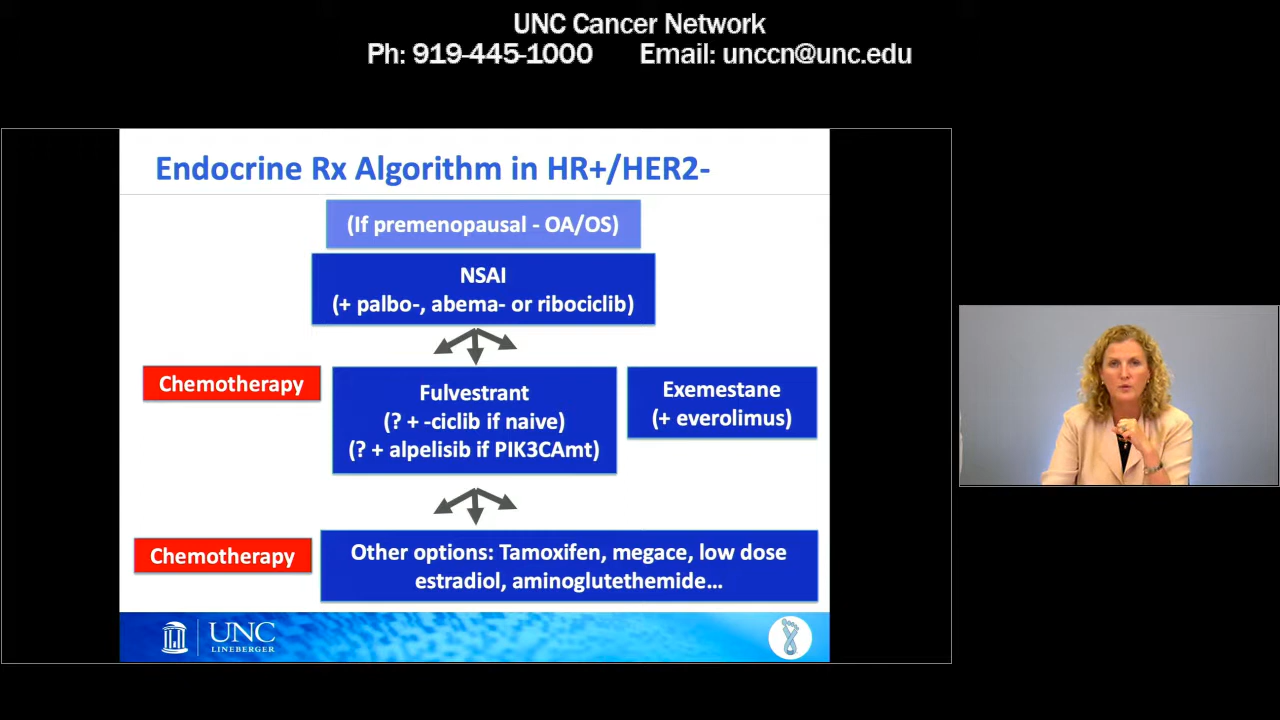 UNC Cancer Network
Ph: 919-445-1000 Email: unccn@unc.edu
Endocrine Rx Algorithm in HR+/HER2-
(If premenopausal - OA/OS)
NSAI
(+ palbo-, abema- or ribociclib)
Chemotherapy
Fulvestrant
(? + -ciclib if naive)
(? + alpelisib if PIK3CAmt)
Exemestane
(+ everolimus)
Chemotherapy
Other options: Tamoxifen, megace, low dose
estradiol, aminoglutethemide…
UNC
LINEBERGER